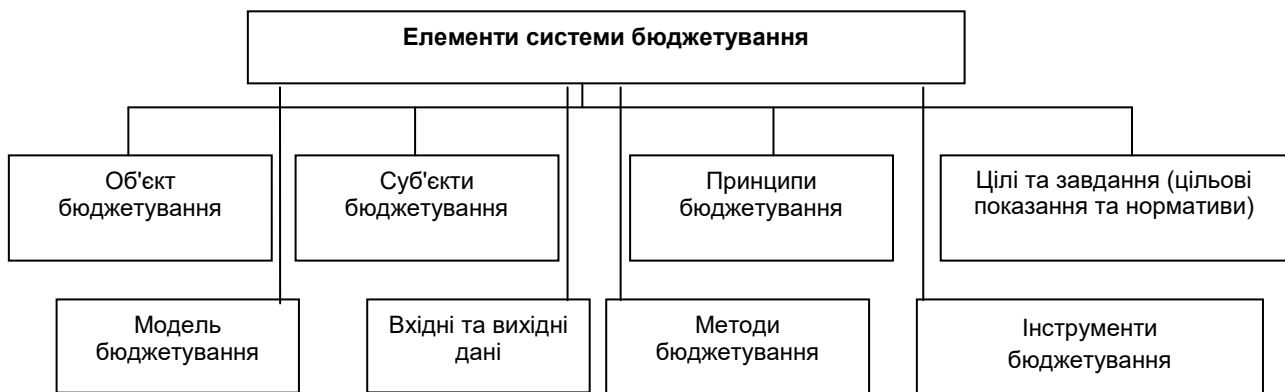 Елементи системи бюджетування
Об'єкт
бюджетування
Суб'єкти
бюджетування
Принципи
бюджетування
Цілі та завдання (цільові
показання та нормативи)
Модель
бюджетування
Вхідні та вихідні
дані
Методи
бюджетування
Інструменти
бюджетування